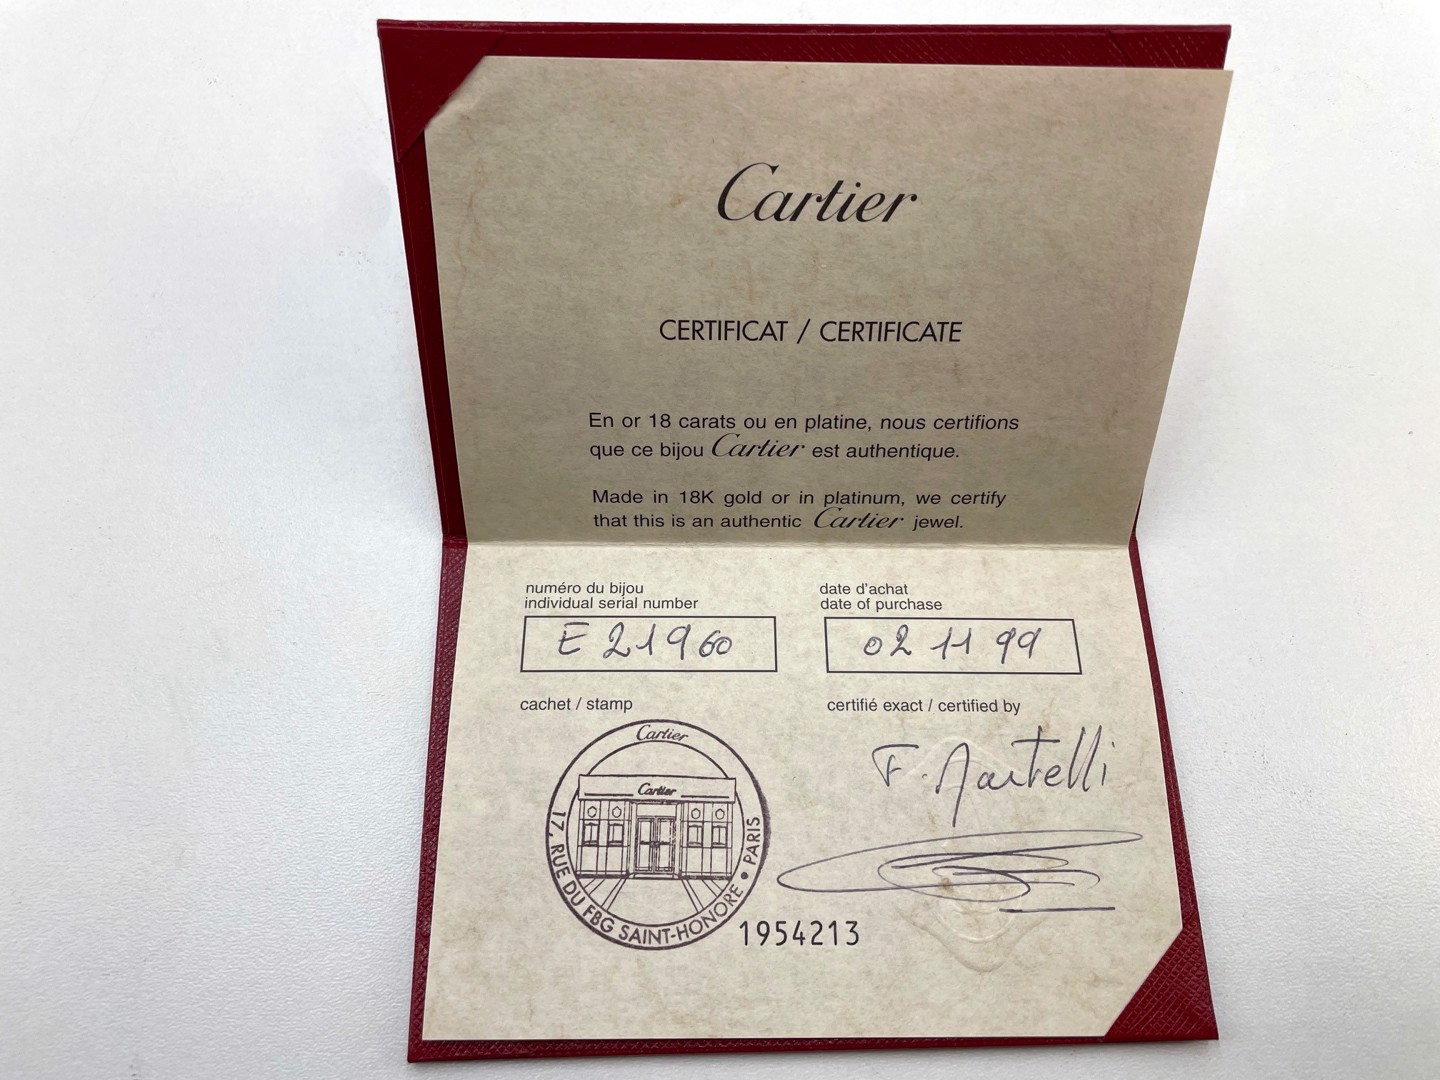 Cartier
CERTIFICAT / CERTIFICATE
En or 18 carats ou en platine, nous certifions
que ce bijou Cartier est authentique.
Made in 18K gold or in platinum, we certify
that this is an authentic Cartier jewel.
numéro du bijou
individual serial number
E 21960
date d'achat
date of purchase
02 11 99
cachet / stamp
Cartier
Cartier
17, RUE DU FBG SAINT-HONORE • PARIS
1954213
certifié exact / certified by
F. Martelli